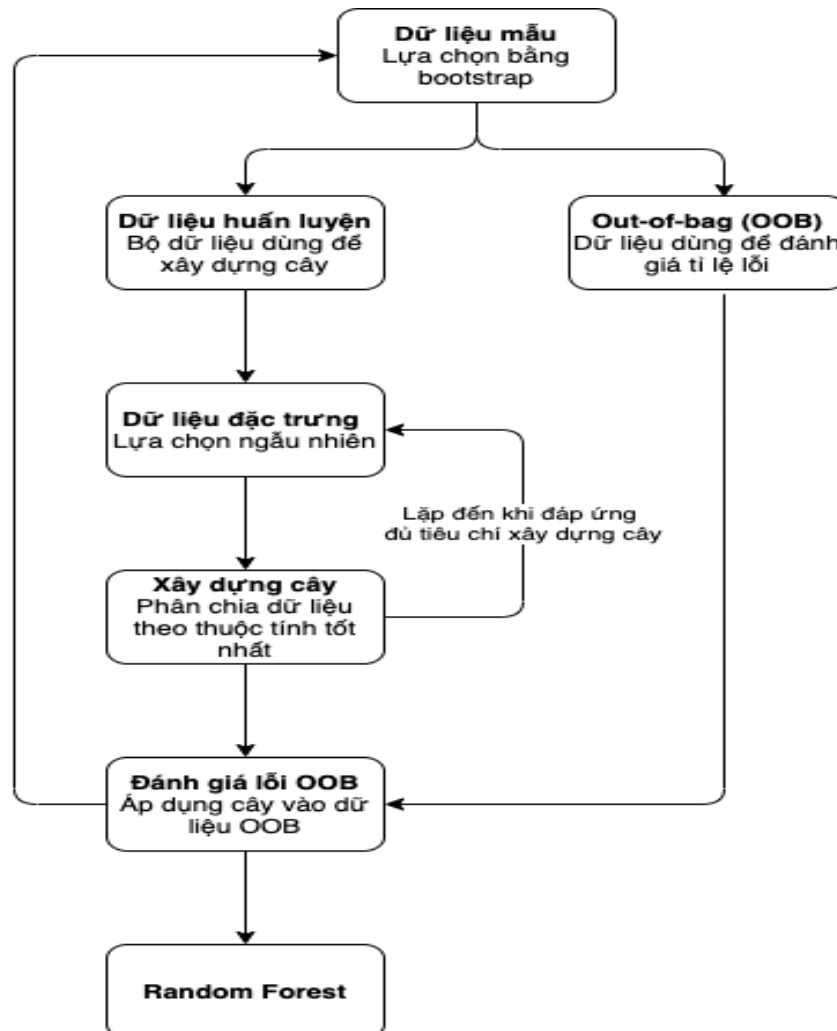 Dữ liệu mẫu
Lựa chọn bằng
bootstrap
Dữ liệu huấn luyện
Bộ dữ liệu dùng để
xây dựng cây
Out-of-bag (OOB)
Dữ liệu dùng để đánh
giá tỉ lệ lỗi
Dữ liệu đặc trưng
Lựa chọn ngẫu nhiên
Lặp đến khi đáp ứng
đủ tiêu chí xây dựng cây
Xây dựng cây
Phân chia dữ liệu
theo thuộc tính tốt
nhất
Đánh giá lỗi OOB
Áp dụng cây vào dữ
liệu OOB
Random Forest